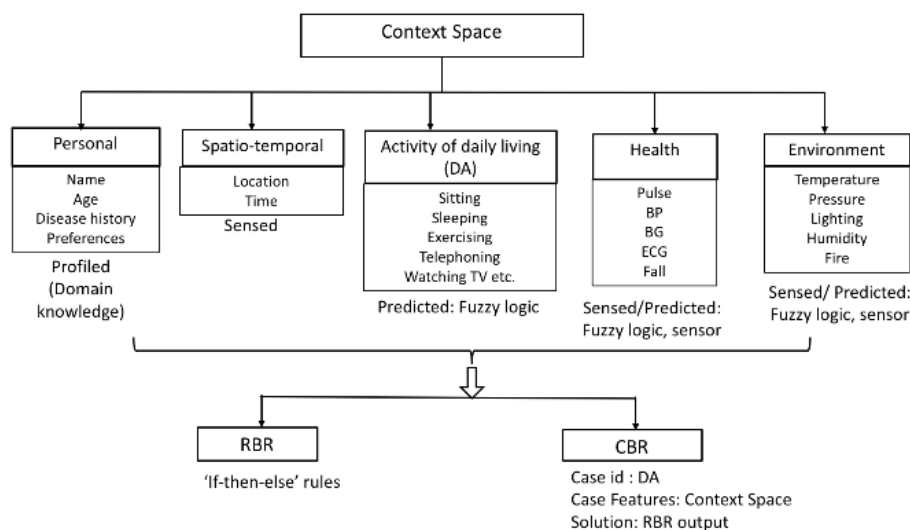 Context Space
Personal
Name
Age
Disease history
Preferences
Profiled
(Domain
knowledge)
Spatio-temporal
Location
Time
Sensed
Activity of daily living
(DA)
Sitting
Sleeping
Exercising
Telephoning
Watching TV etc.
Predicted: Fuzzy logic
Health
Pulse
BP
BG
ECG
Fall
Sensed/Predicted:
Fuzzy logic, sensor
Environment
Temperature
Pressure
Lighting
Humidity
Fire
Sensed/ Predicted:
Fuzzy logic, sensor
RBR
‘If-then-else’ rules
CBR
Case id : DA
Case Features: Context Space
Solution: RBR output